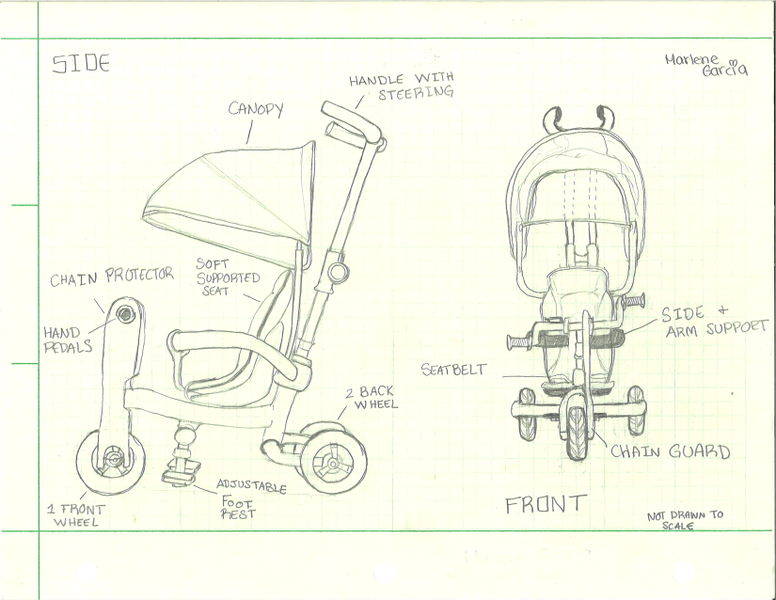 SIDE
Marlene
Garcia
HANDLE WITH
STEERING
CANOPY
CHAIN PROTECTOR
SOFT
SUPPORTED
SEAT
HAND
PEDALS
SIDE +
ARM SUPPORT
SEATBELT
2 BACK
WHEEL
CHAIN GUARD
ADJUSTABLE
FOOT
REST
1 FRONT
WHEEL
FRONT
NOT DRAWN TO
SCALE